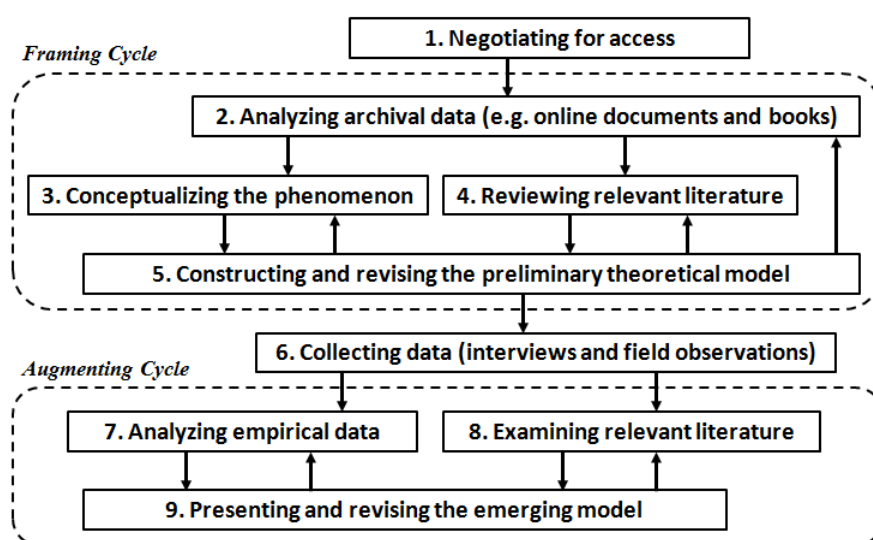 1. Negotiating for access
Framing Cycle
2. Analyzing archival data (e.g. online documents and books)
3. Conceptualizing the phenomenon
4. Reviewing relevant literature
5. Constructing and revising the preliminary theoretical model
6. Collecting data (interviews and field observations)
Augmenting Cycle
7. Analyzing empirical data
8. Examining relevant literature
9. Presenting and revising the emerging model